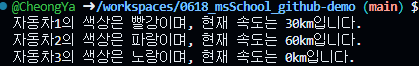 @CheongYa →/workspaces/0618_msSchool_github-demo (main) $
자동차1의 색상은 빨강이며, 현재 속도는 30km입니다.
자동차2의 색상은 파랑이며, 현재 속도는 60km입니다.
자동차3의 색상은 노랑이며, 현재 속도는 0km입니다.